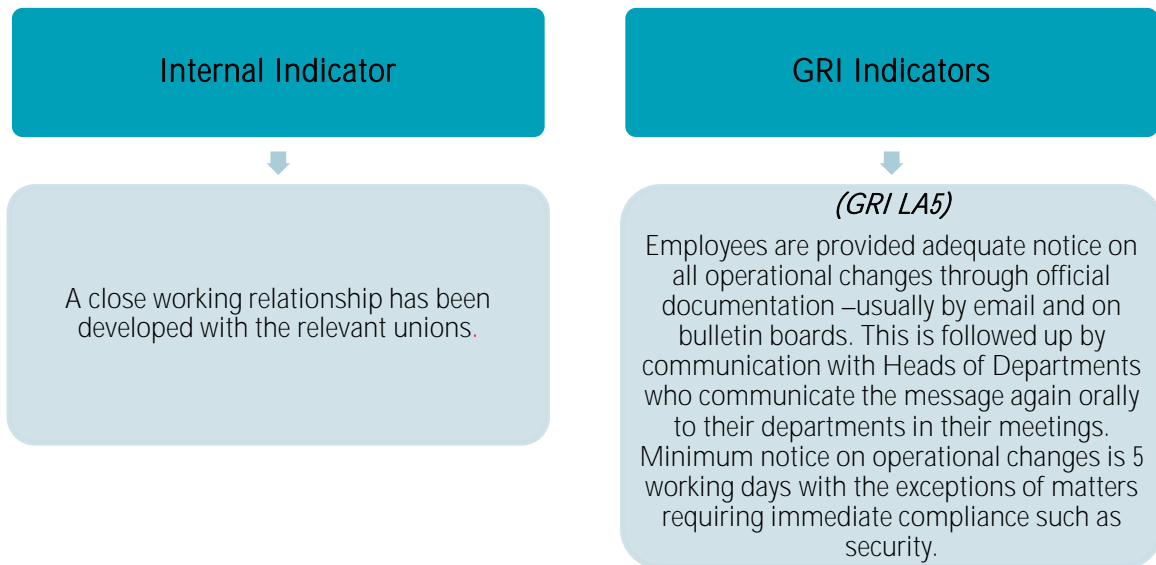 Internal Indicator
A close working relationship has been
developed with the relevant unions.
GRI Indicators
(GRI LA5)
Employees are provided adequate notice on
all operational changes through official
documentation –usually by email and on
bulletin boards. This is followed up by
communication with Heads of Departments
who communicate the message again orally
to their departments in their meetings.
Minimum notice on operational changes is 5
working days with the exceptions of matters
requiring immediate compliance such as
security.